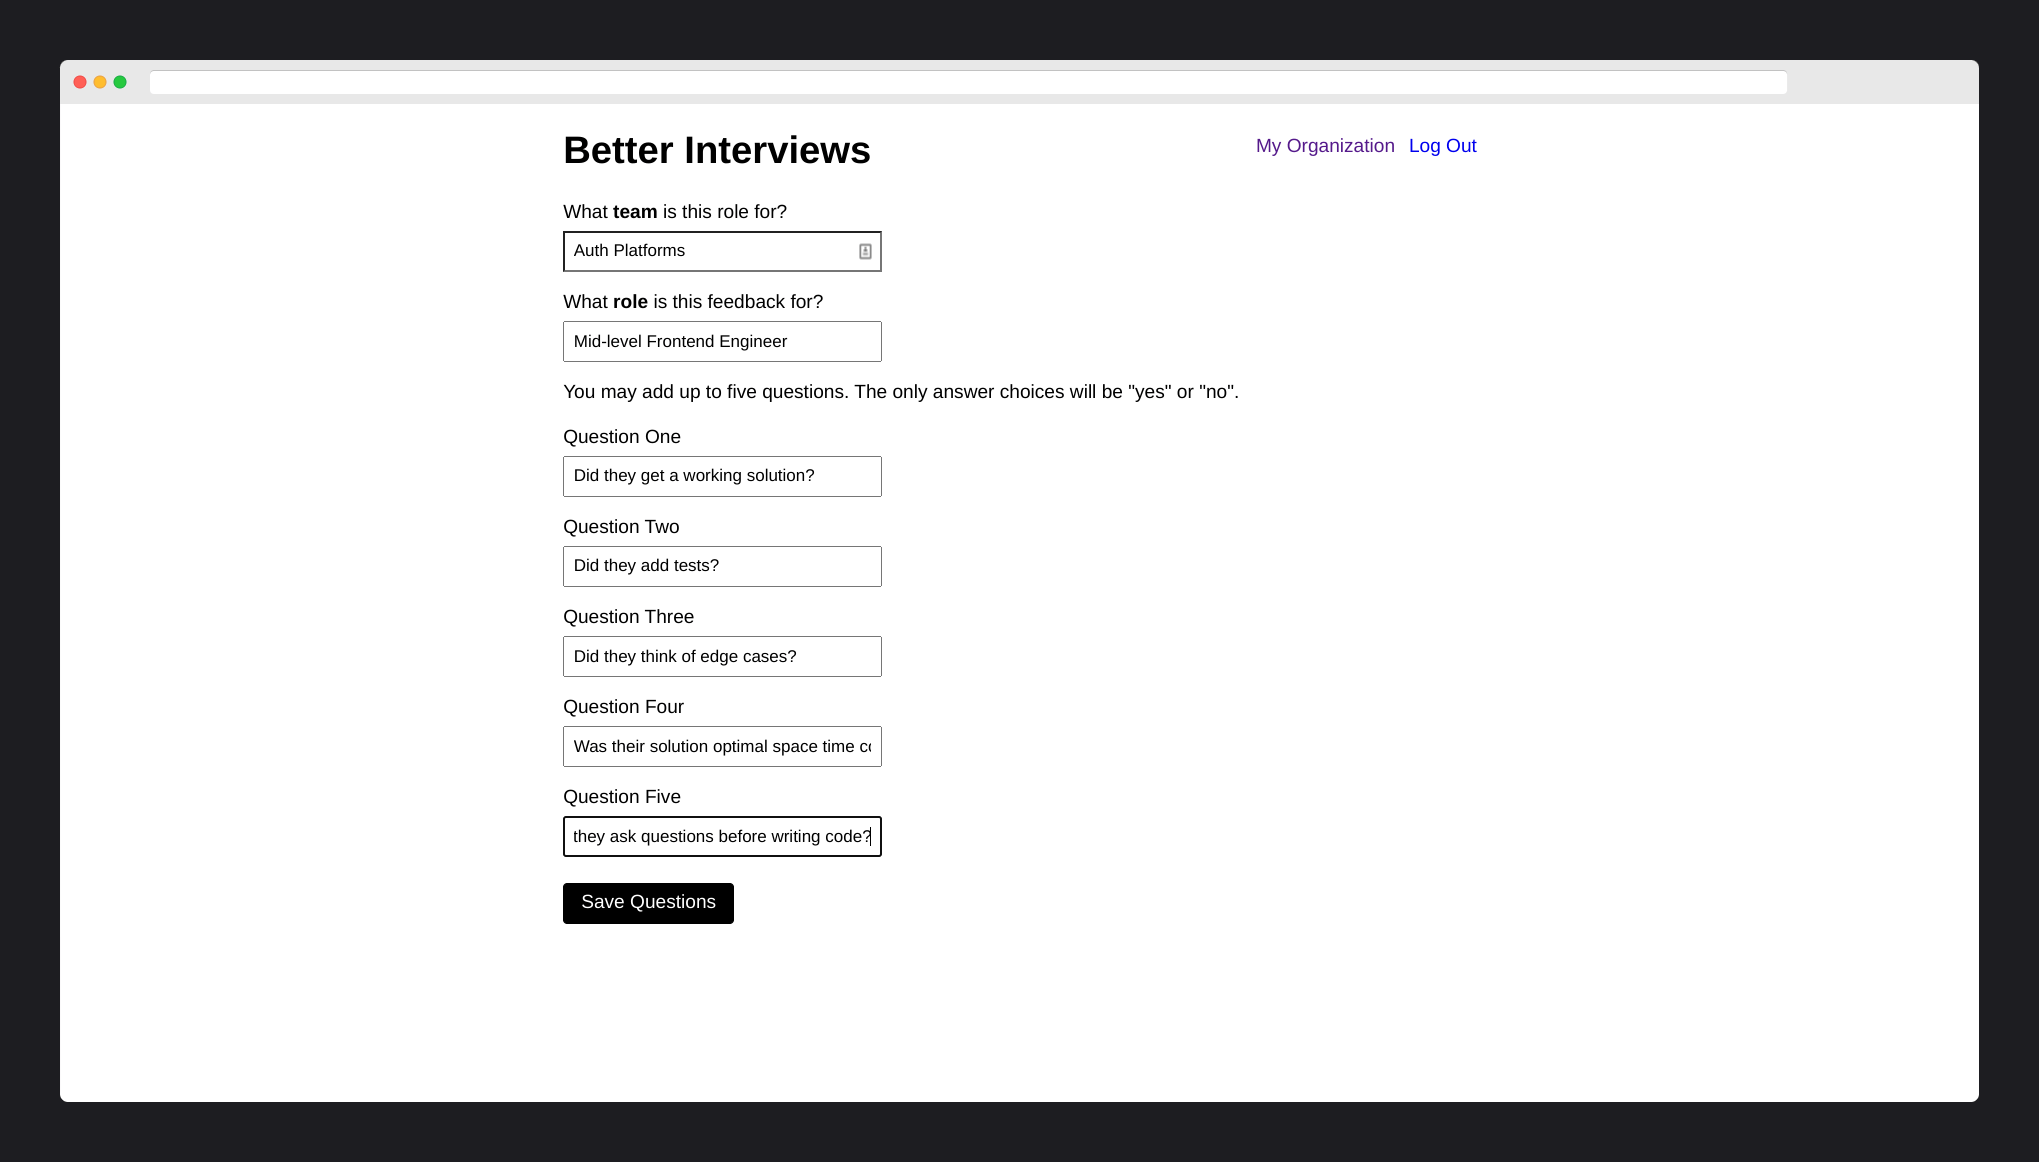 Better Interviews
My Organization Log Out
What team is this role for?
Auth Platforms
What role is this feedback for?
Mid-level Frontend Engineer
You may add up to five questions. The only answer choices will be "yes" or "no".
Question One
Did they get a working solution?
Question Two
Did they add tests?
Question Three
Did they think of edge cases?
Question Four
Was their solution optimal space time
Question Five
they ask questions before writing code?
Save Questions